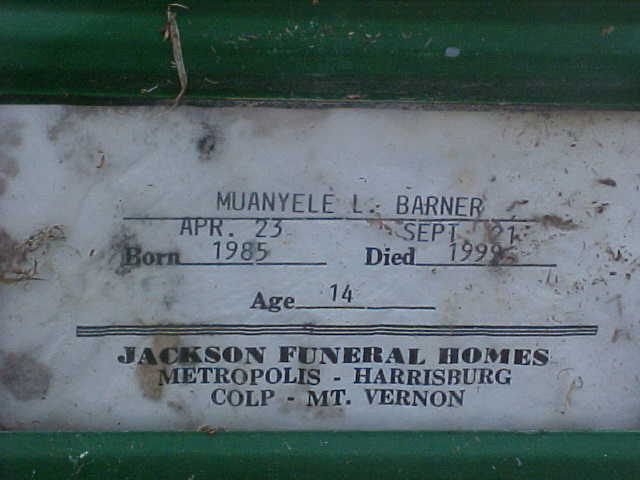 MUANYELE L. BARNER
APR. 23 SEPT 21
Born 1985 Died 1999
Age 14
JACKSON FUNERAL HOMES
METROPOLIS - HARRISBURG
COLP - MT. VERNON